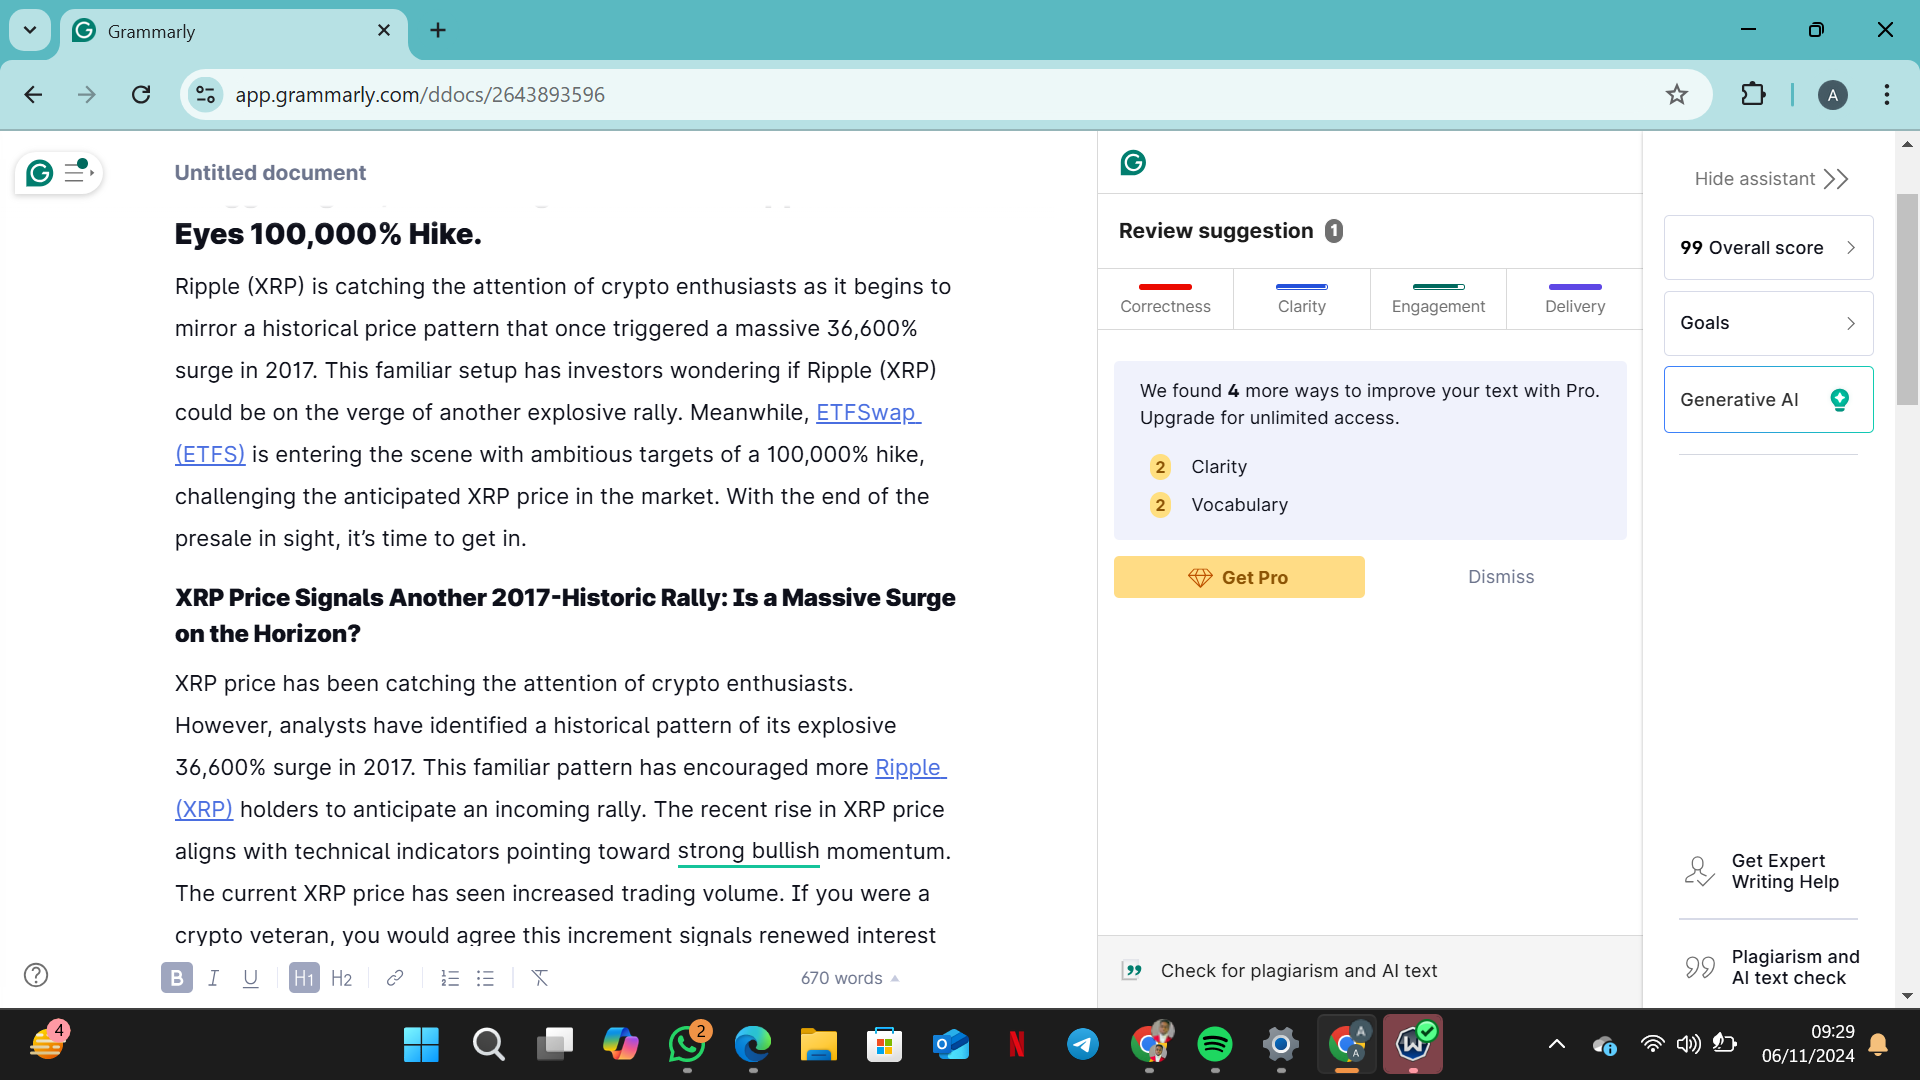 Grammarly
app.grammarly.com/ddocs/2643893596
A
Untitled document
Eyes 100,000% Hike.
Ripple (XRP) is catching the attention of crypto enthusiasts as it begins to
mirror a historical price pattern that once triggered a massive 36,600%
surge in 2017. This familiar setup has investors wondering if Ripple (XRP)
could be on the verge of another explosive rally. Meanwhile, ETFSwap
(ETFS) is entering the scene with ambitious targets of a 100,000% hike,
challenging the anticipated XRP price in the market. With the end of the
presale in sight, it’s time to get in.
XRP Price Signals Another 2017-Historic Rally: Is a Massive Surge
on the Horizon?
XRP price has been catching the attention of crypto enthusiasts.
However, analysts have identified a historical pattern of its explosive
36,600% surge in 2017. This familiar pattern has encouraged more Ripple
(XRP) holders to anticipate an incoming rally. The recent rise in XRP price
aligns with technical indicators pointing toward strong bullish momentum.
The current XRP price has seen increased trading volume. If you were a
crypto veteran, you would agree this increment signals renewed interest
B I U H1 H2
670 words
Review suggestion 1
Correctness
Clarity
Engagement
Delivery
We found 4 more ways to improve your text with Pro.
Upgrade for unlimited access.
2 Clarity
2 Vocabulary
Get Pro
Dismiss
Check for plagiarism and AI text
Hide assistant
99 Overall score
Goals
Generative AI
Get Expert
Writing Help
Plagiarism and
AI text check
4
2
09:29
06/11/2024